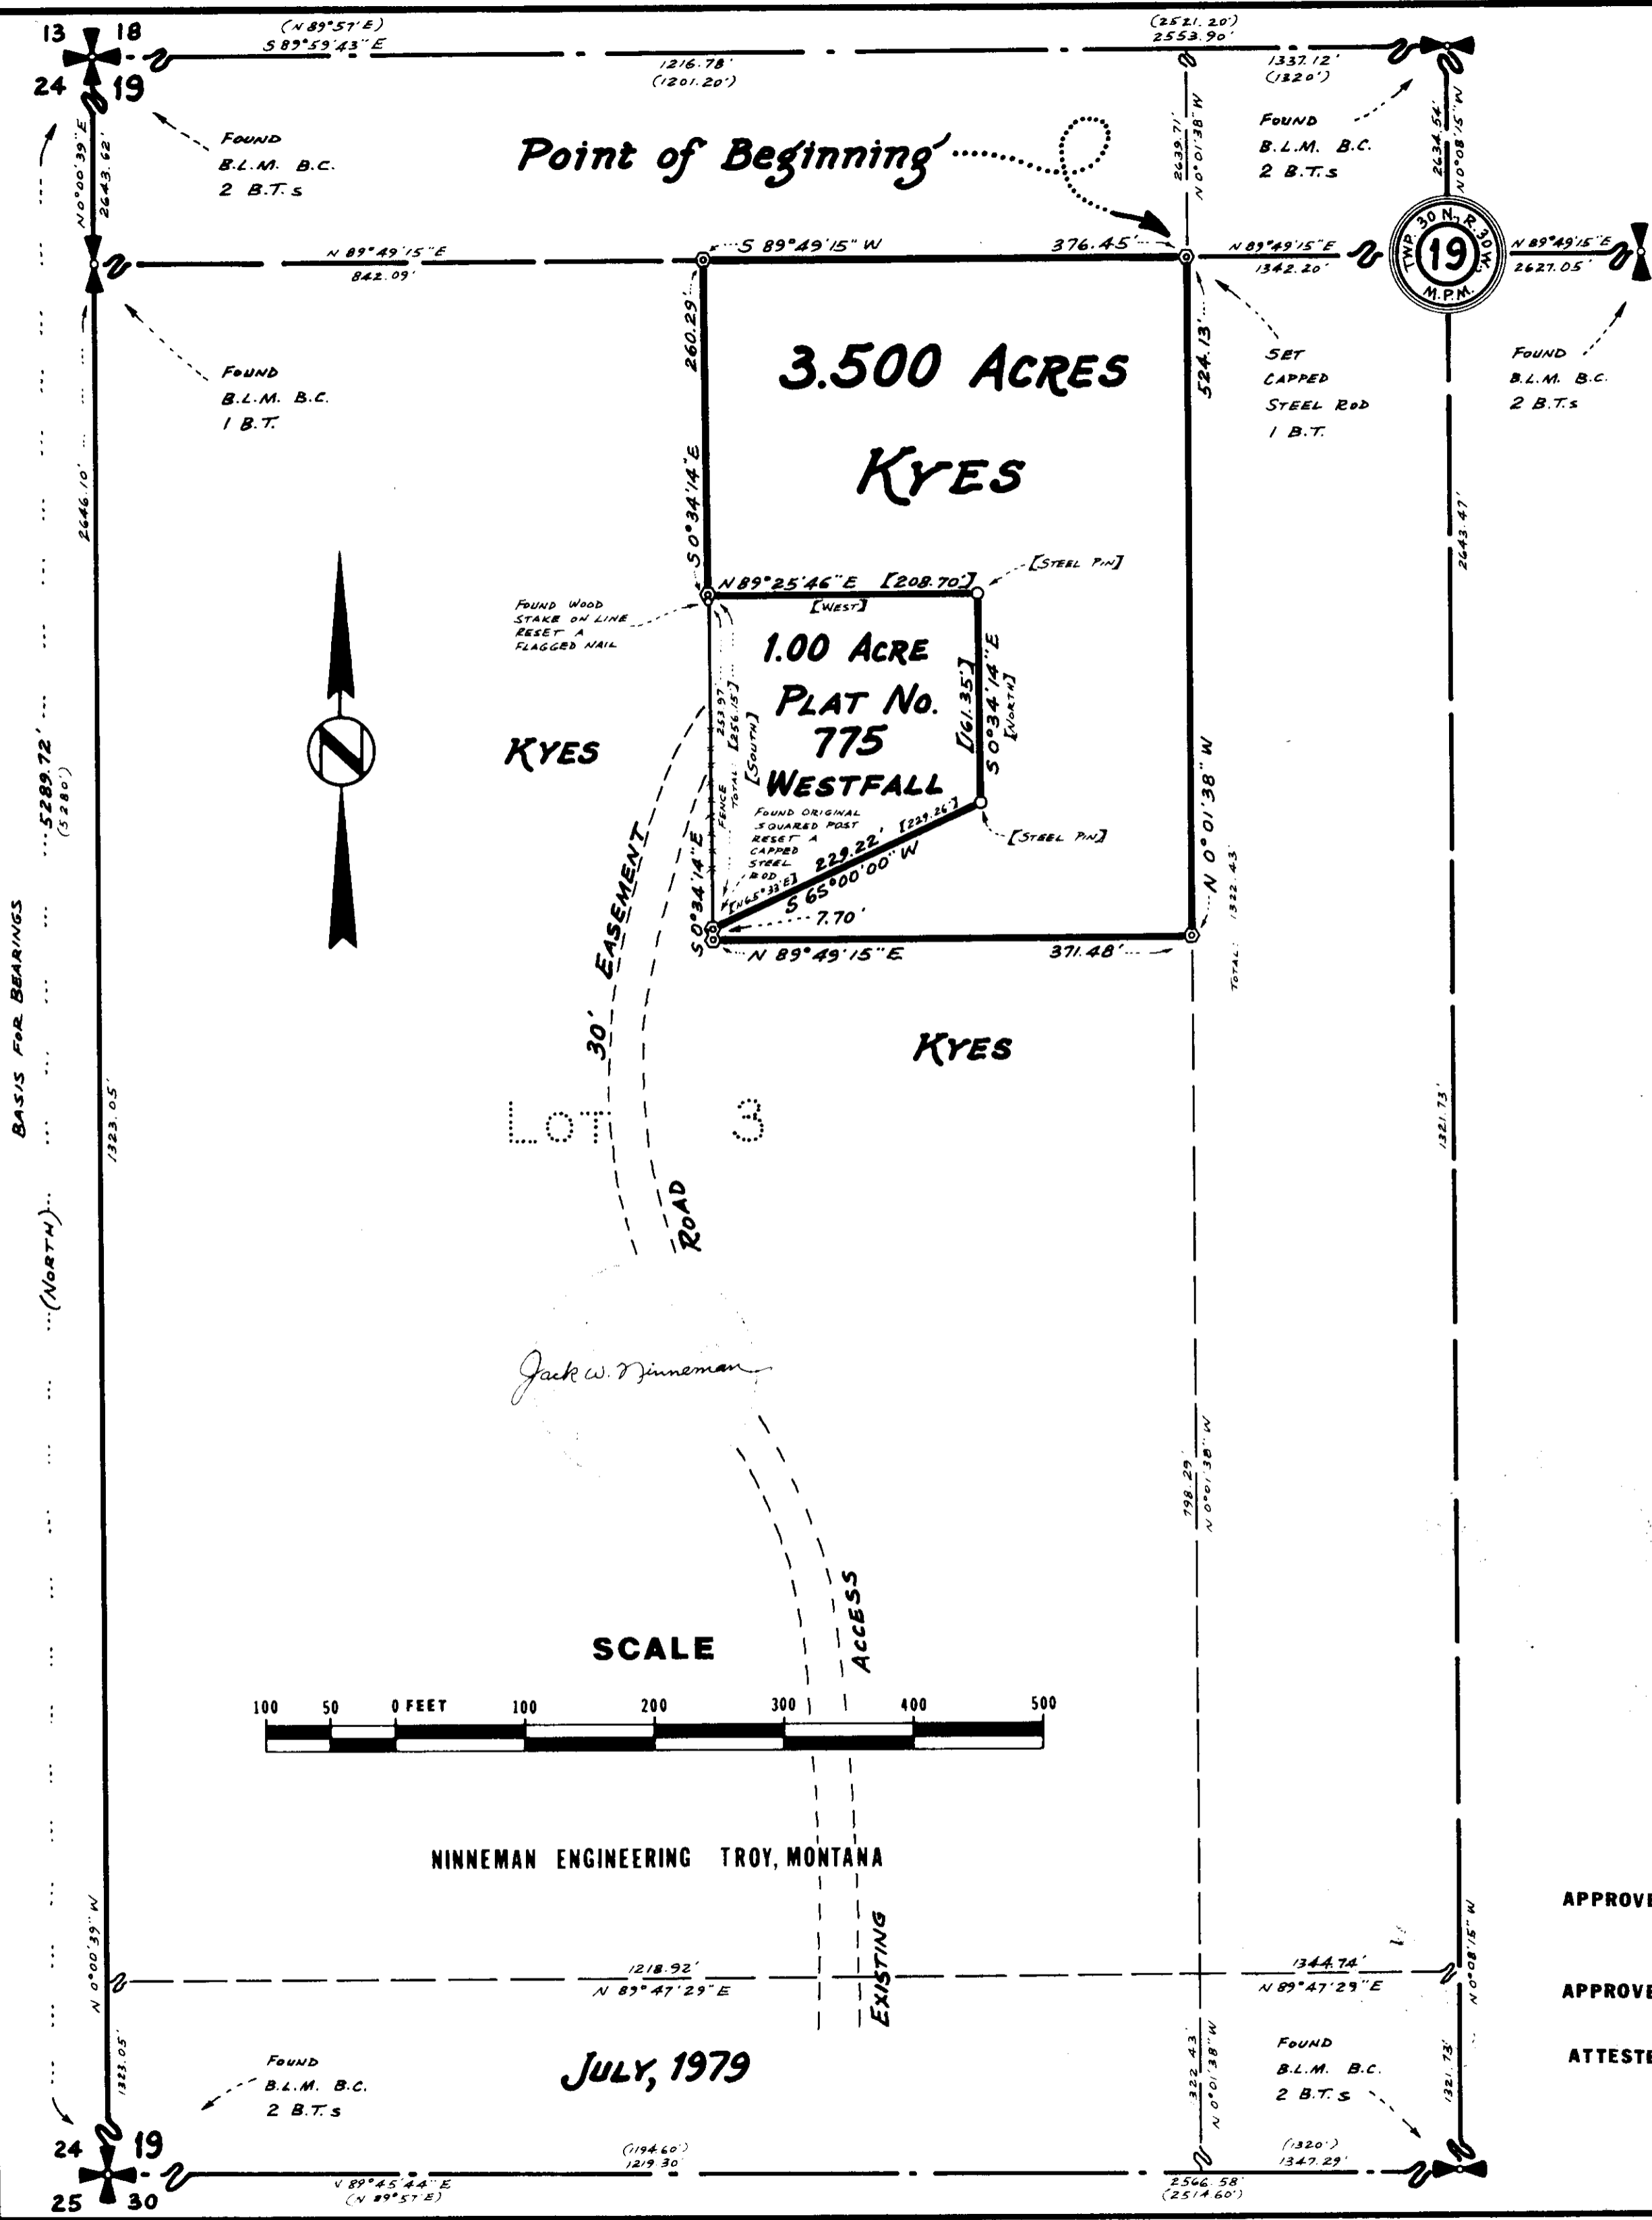 13 18
24 19
(N 89°57'E)
S 89°59'43" E
1216.78'
(1201.20')
(2521.20')
2553.90'
1337.12'
(1320')
N 0°00'39" E
2643.62'
FOUND
B.L.M. B.C.
2 B.T.s
Point of Beginning
2639.71'
N 0°01'38" W
FOUND
B.L.M. B.C.
2 B.T.s
2634.54'
N 0°08'15" W
N 89°49'15" E
842.09'
S 89°49'15" W
376.45'
N 89°49'15" E
1342.20'
TWP. 30 N., R. 30 W.
19
M.P.M.
N 89°49'15" E
2627.05'
FOUND
B.L.M. B.C.
1 B.T.
260.29'
S 0°34'14" E
3.500 ACRES
KYES
524.13'
SET
CAPPED
STEEL ROD
1 B.T.
FOUND
B.L.M. B.C.
2 B.T.s
2646.10'
2643.47'
N 89°25'46" E [208.70']
[WEST]
[STEEL PIN]
FOUND WOOD
STAKE ON LINE
RESET A
FLAGGED NAIL
1.00 ACRE
PLAT No.
775
WESTFALL
253.97'
FENCE
TOTAL: [256.15']
[SOUTH]
[161.35']
S 0°34'14" E
[NORTH]
KYES
FOUND ORIGINAL
SQUARED POST
RESET A
CAPPED
STEEL
ROD
229.22' [229.26']
[N 65°33'E]
S 65°00'00" W
[STEEL PIN]
S 0°34'14" E
7.70'
N 89°49'15" E
371.48'
N 0°01'38" W
TOTAL: 1322.43'
5289.72'
(5280')
BASIS FOR BEARINGS
(NORTH)
30' EASEMENT
KYES
1323.05'
LOT 3
1321.73'
ROAD
Jack W. Ninneman
798.29'
N 0°01'38" W
ACCESS
SCALE
100 50 0 FEET 100 200 300 400 500
NINNEMAN ENGINEERING TROY, MONTANA
EXISTING
N 0°00'39" W
N 0°08'15" W
1218.92'
N 89°47'29" E
1344.74'
N 89°47'29" E
APPROVE
APPROVE
ATTESTE
1323.05'
FOUND
B.L.M. B.C.
2 B.T.s
JULY, 1979
322.43'
N 0°01'38" W
FOUND
B.L.M. B.C.
2 B.T.s
1321.73'
24 19
25 30
(1194.60')
1219.30'
N 89°45'44" E
(N 89°57'E)
2566.58'
(2514.60')
(1320')
1347.29'